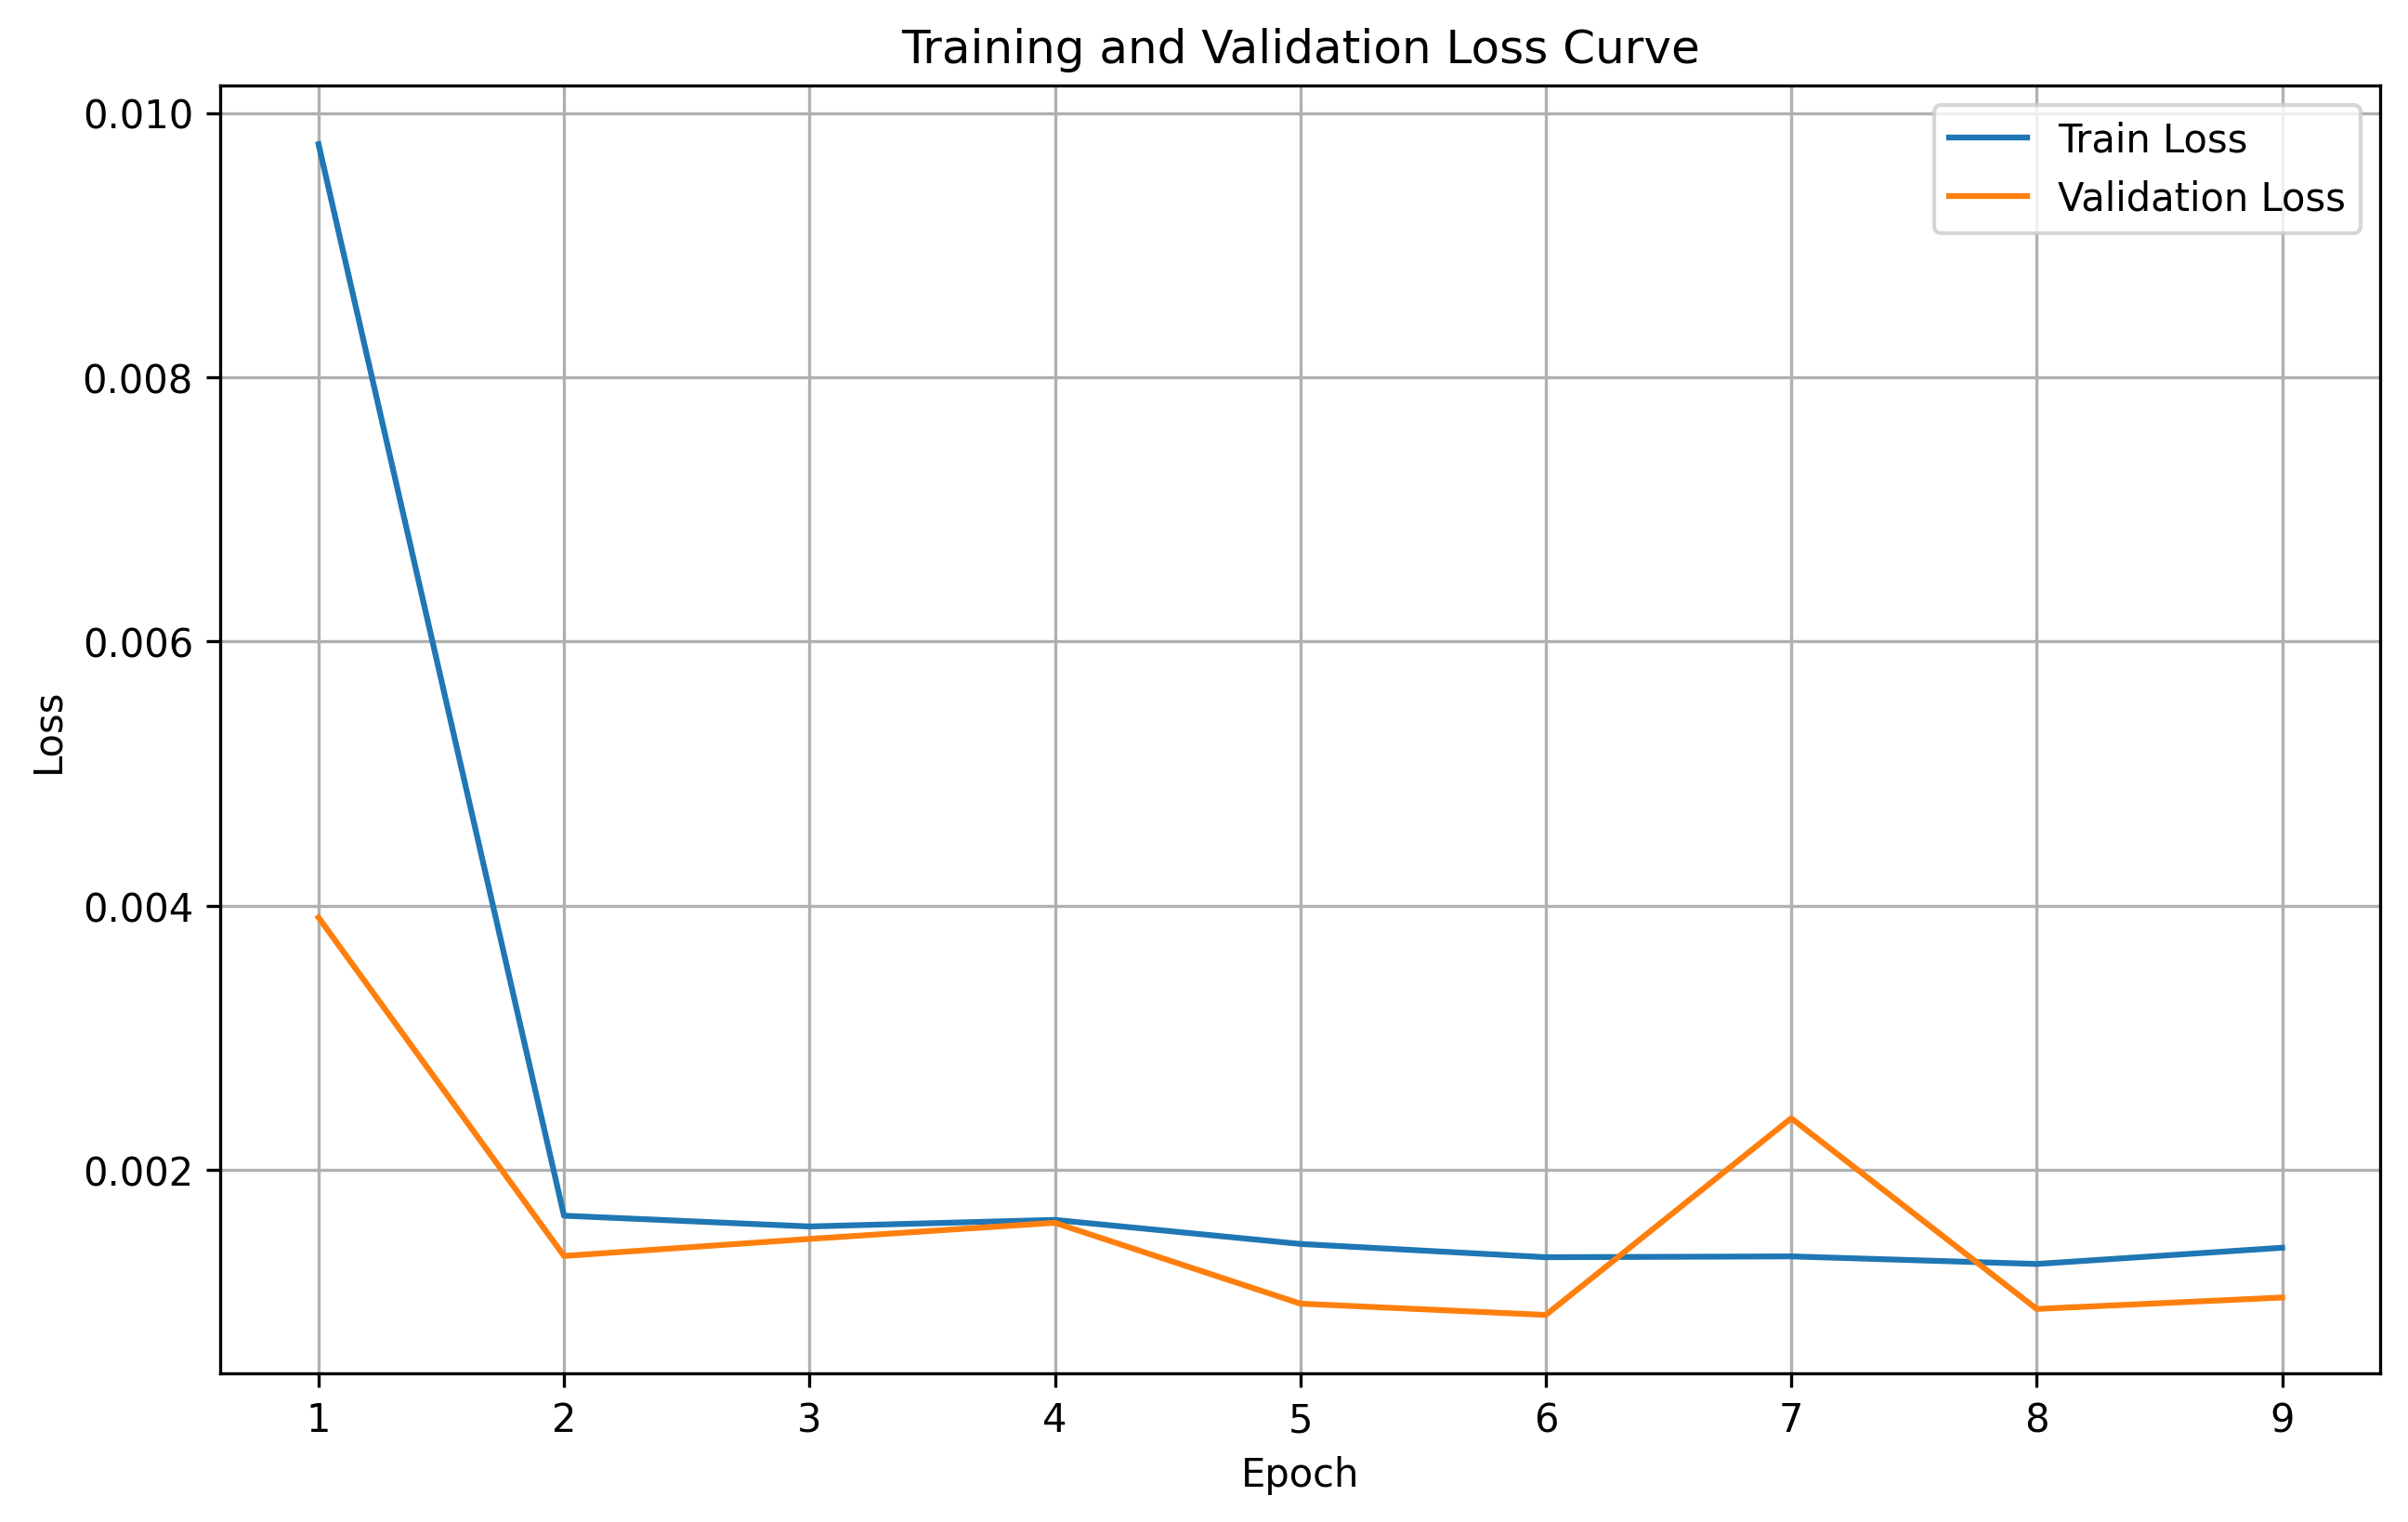 Training and Validation Loss Curve
Train Loss
Validation Loss
0.010
0.008
0.006
0.004
0.002
Loss
1 2 3 4 5 6 7 8 9
Epoch